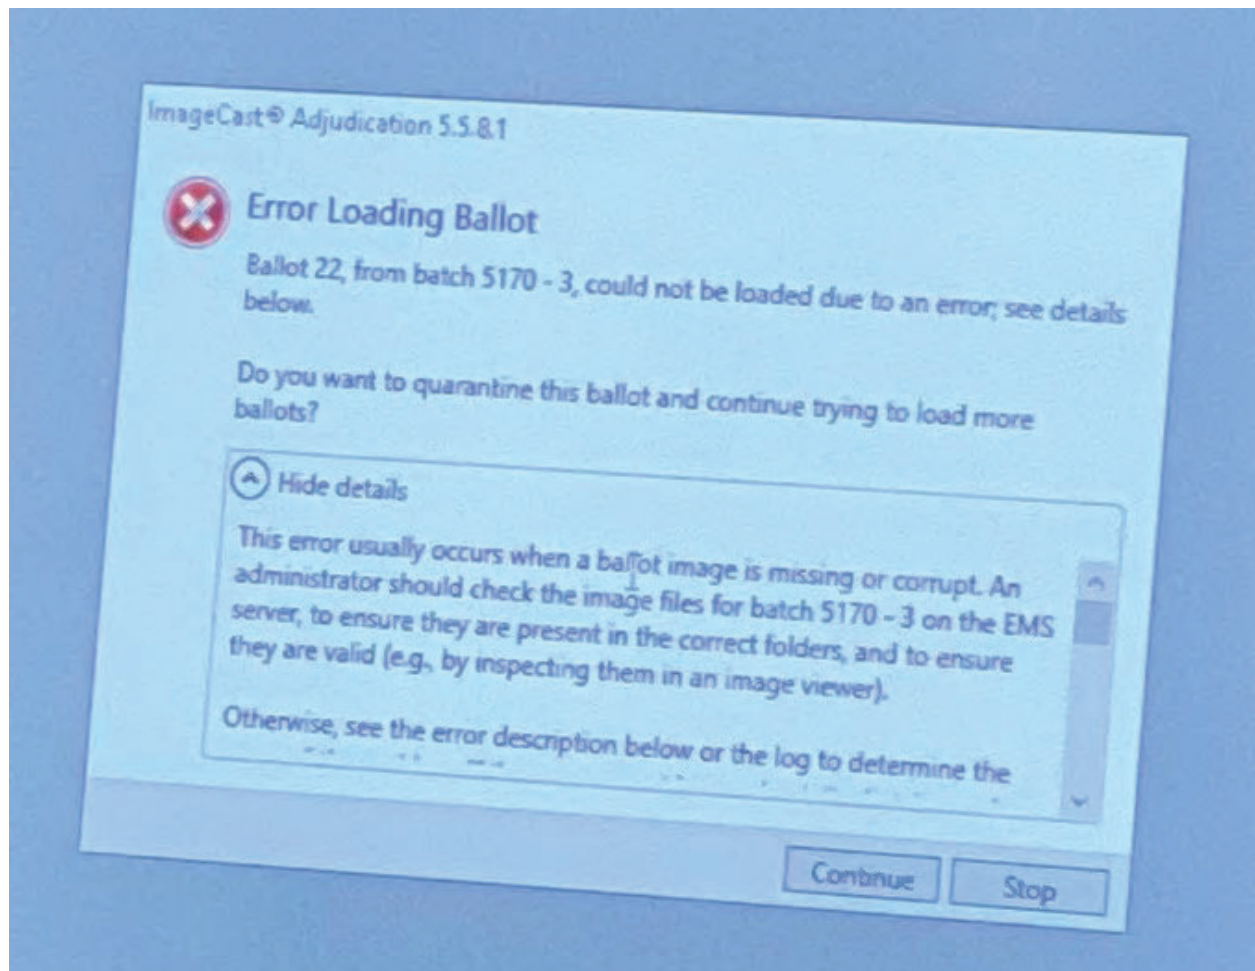 ImageCast® Adjudication 5.5.8.1
Error Loading Ballot
Ballot 22, from batch 5170 - 3, could not be loaded due to an error; see details
below.
Do you want to quarantine this ballot and continue trying to load more
ballots?
Hide details
This error usually occurs when a ballot image is missing or corrupt. An
administrator should check the image files for batch 5170 - 3 on the EMS
server, to ensure they are present in the correct folders, and to ensure
they are valid (e.g., by inspecting them in an image viewer).
Otherwise, see the error description below or the log to determine the
Continue
Stop